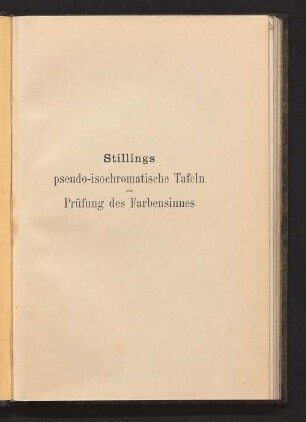 Stillings
pseudo-isochromatische Tafeln
zur
Prüfung des Farbensinnes